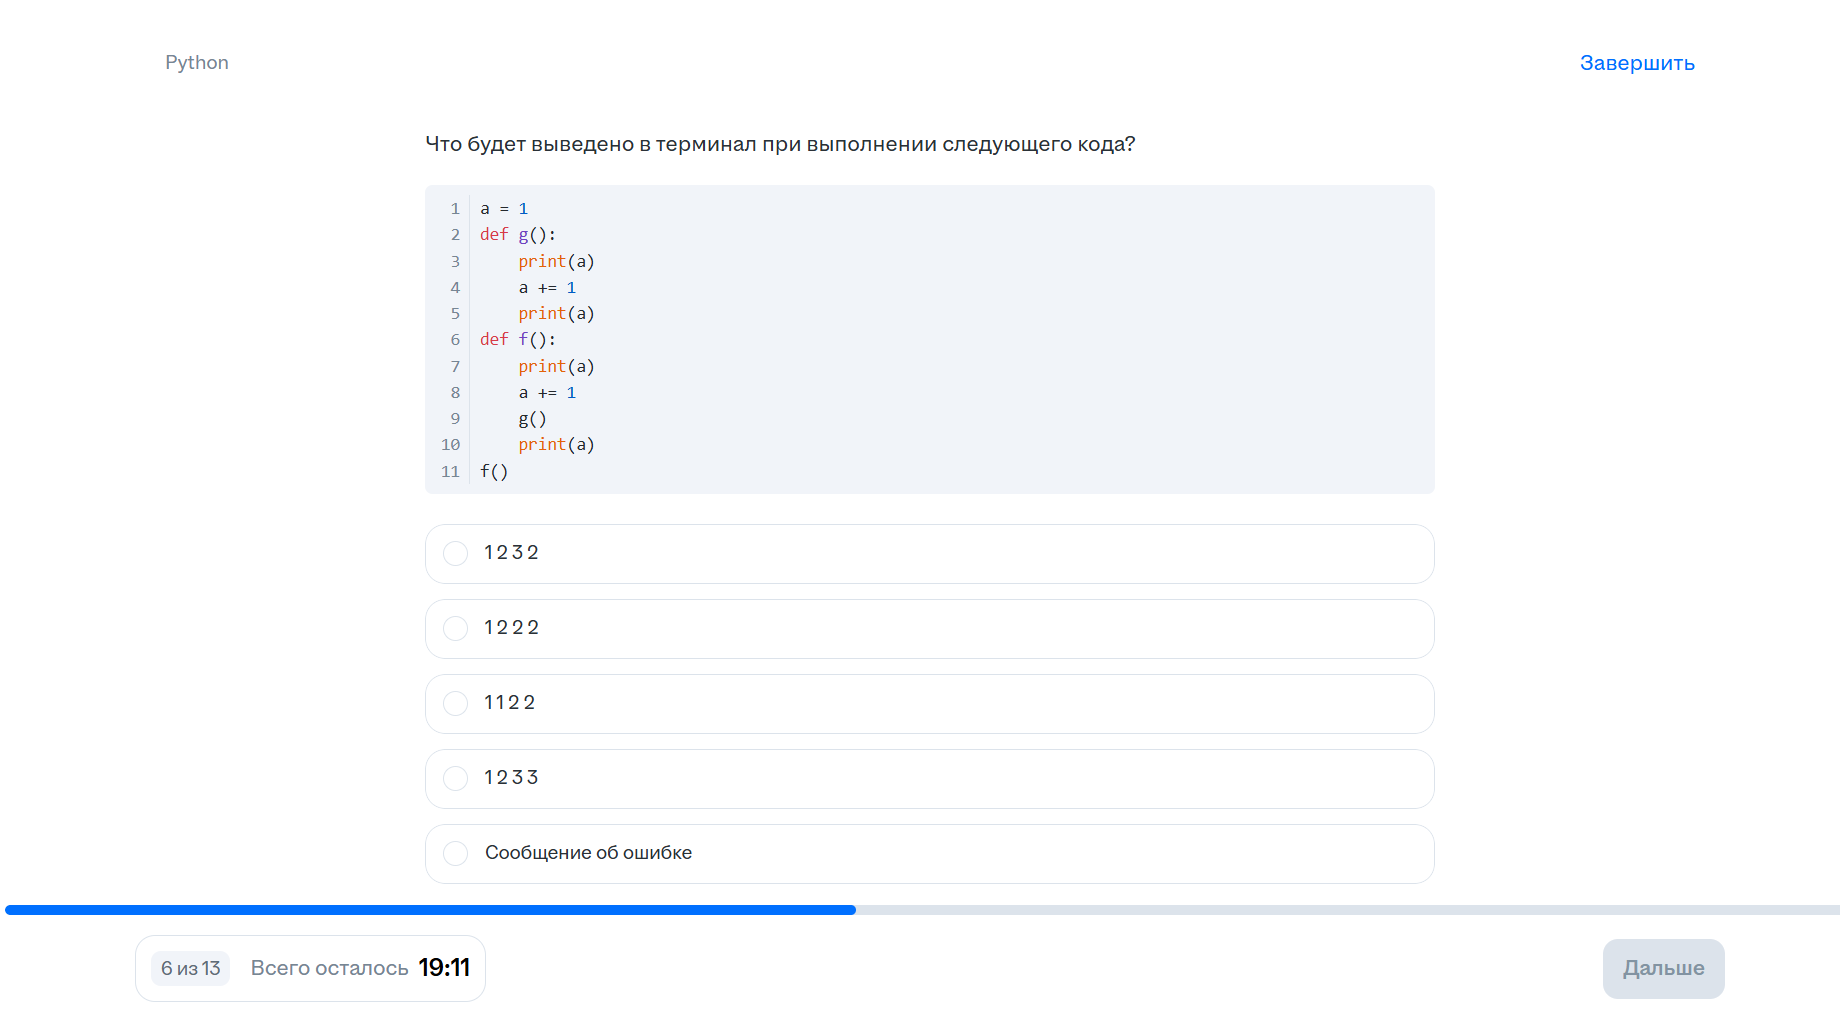 Python
Завершить
Что будет выведено в терминал при выполнении следующего кода?
1 a = 1
2 def g():
3     print(a)
4     a += 1
5     print(a)
6 def f():
7     print(a)
8     a += 1
9     g()
10     print(a)
11 f()
1 2 3 2
1 2 2 2
1 1 2 2
1 2 3 3
Сообщение об ошибке
6 из 13 Всего осталось 19:11
Дальше